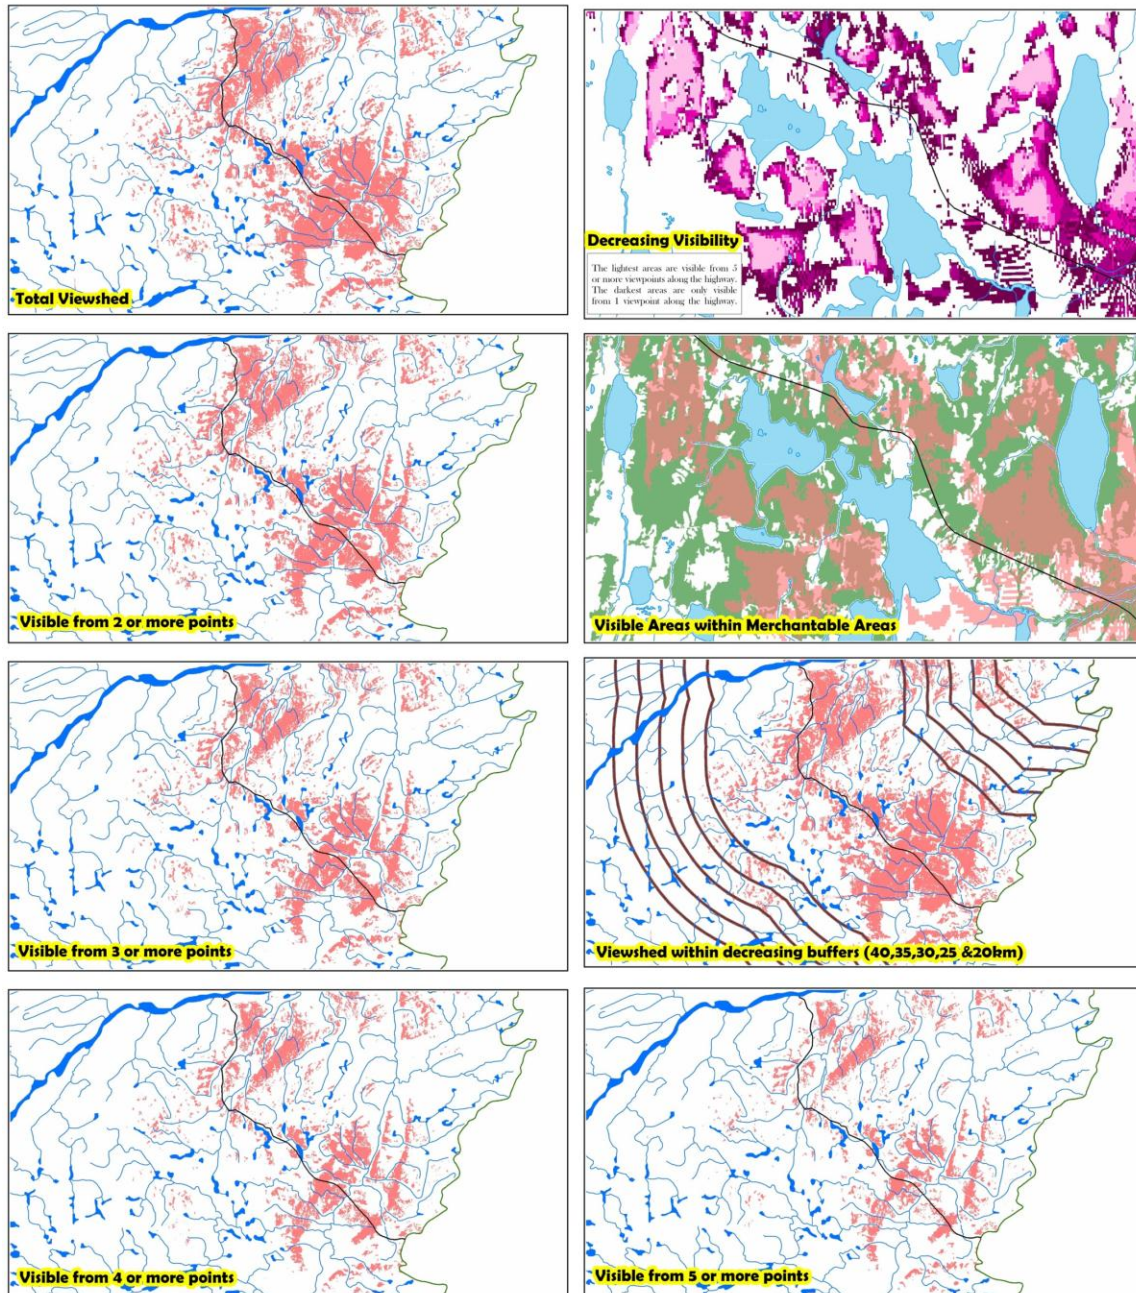 Total Viewshed
Decreasing Visibility
The lightest areas are visible from 5
or more viewpoints along the highway.
The darkest areas are only visible
from 1 viewpoint along the highway.
Visible from 2 or more points
Visible Areas within Merchantable Areas
Visible from 3 or more points
Viewshed within decreasing buffers (40,35,30,25 &20km)
Visible from 4 or more points
Visible from 5 or more points